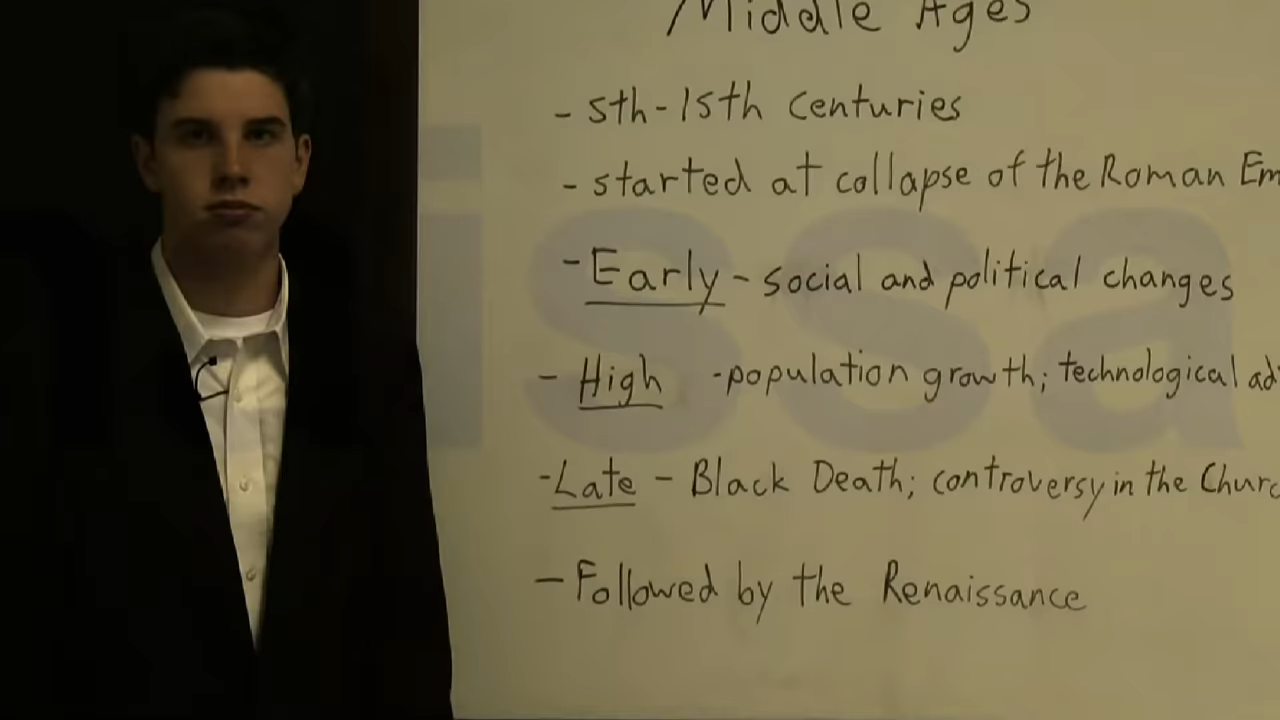 Middle Ages
- 5th-15th centuries
- started at collapse of the Roman Em
- Early - social and political changes
- High - population growth; technological ad
- Late - Black Death; controversy in the Churc
- Followed by the Renaissance
issa